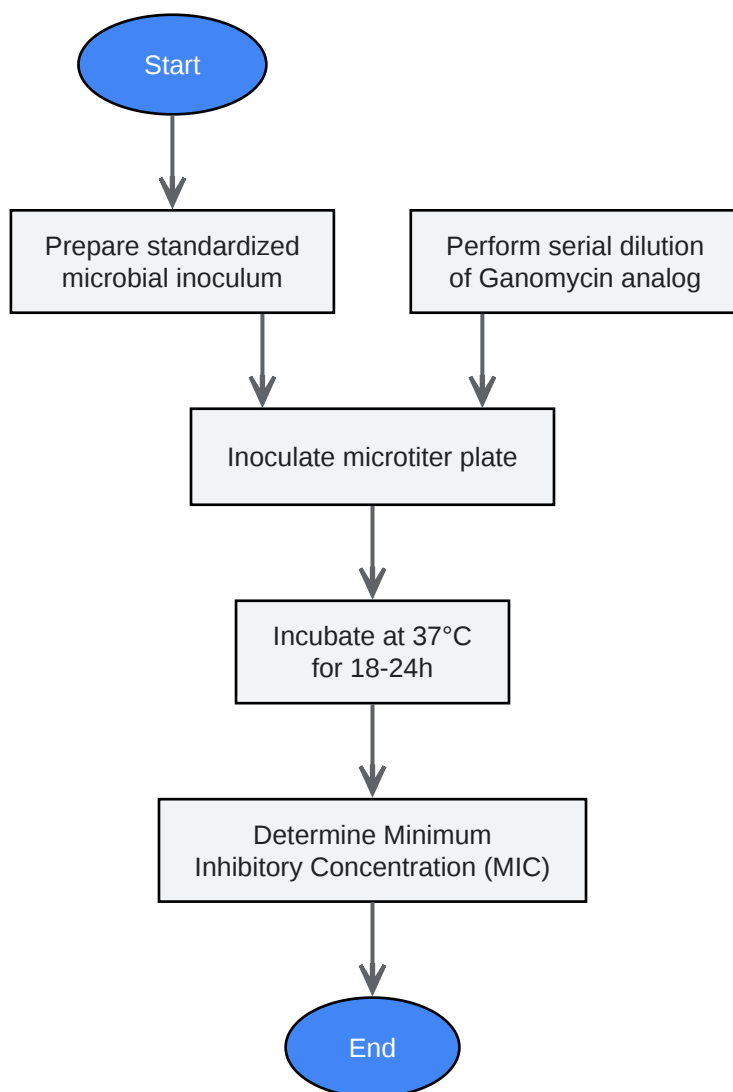 Start
Prepare standardized
microbial inoculum
Perform serial dilution
of Ganomycin analog
Inoculate microtiter plate
Incubate at 37°C
for 18-24h
Determine Minimum
Inhibitory Concentration (MIC)
End